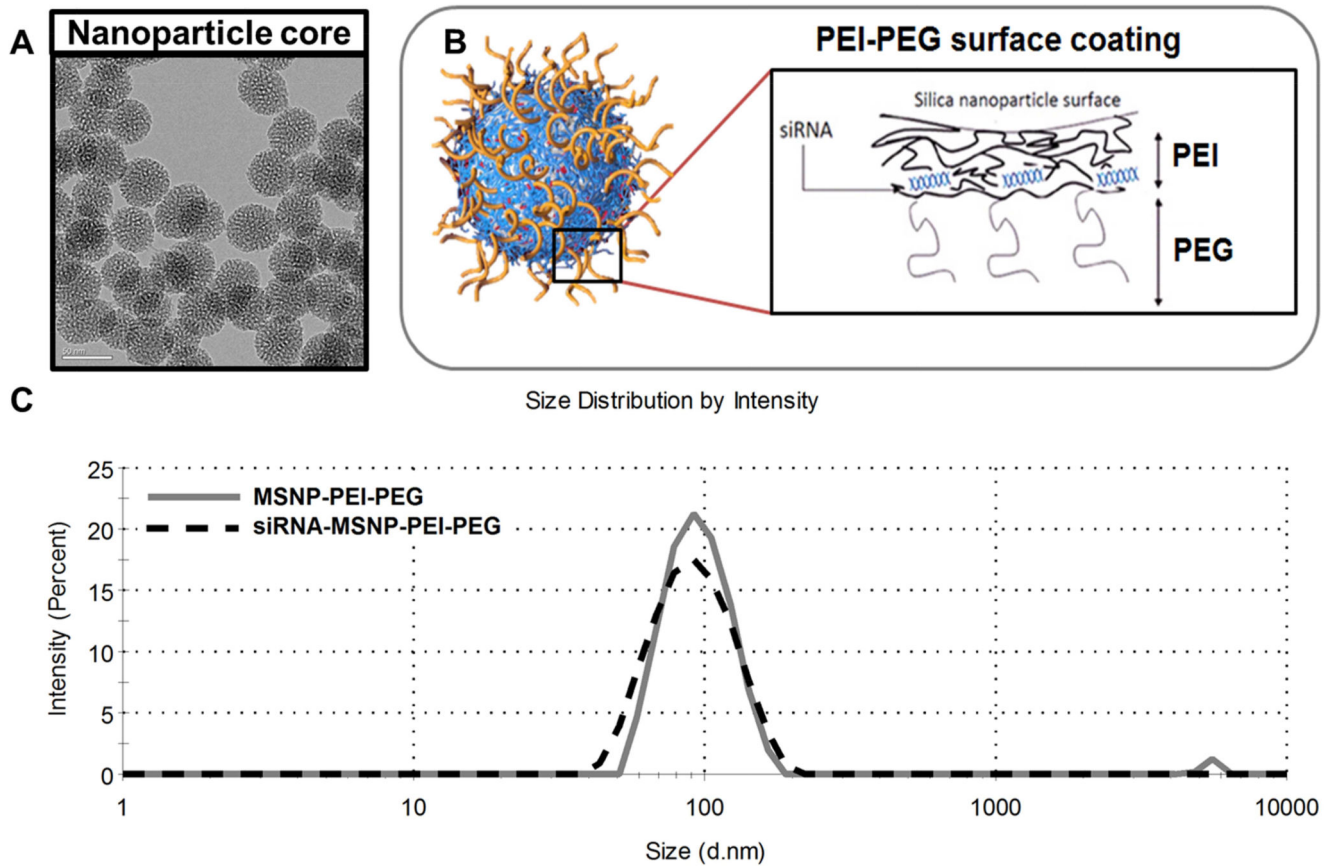 A
Nanoparticle core
50 nm
B
PEI-PEG surface coating
Silica nanoparticle surface
siRNA
PEI
PEG
C
Size Distribution by Intensity
Intensity (Percent)
25
20
15
10
5
0
MSNP-PEI-PEG
siRNA-MSNP-PEI-PEG
1
10
100
1000
10000
Size (d.nm)